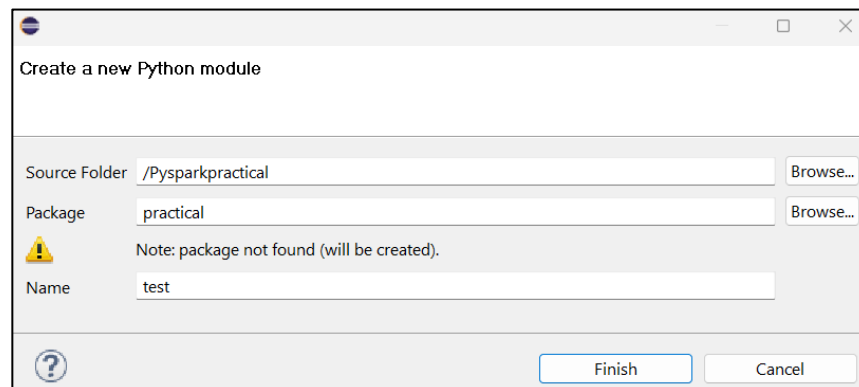 Create a new Python module
Source Folder /Pysparkpractical Browse...
Package practical Browse...
Note: package not found (will be created).
Name test
? Finish Cancel